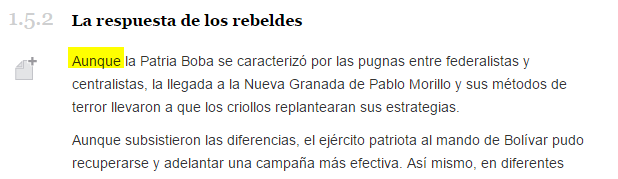 1.5.2 La respuesta de los rebeldes
Aunque la Patria Boba se caracterizó por las pugnas entre federalistas y
centralistas, la llegada a la Nueva Granada de Pablo Morillo y sus métodos de
terror llevaron a que los criollos replantearan sus estrategias.
Aunque subsistieron las diferencias, el ejército patriota al mando de Bolívar pudo
recuperarse y adelantar una campaña más efectiva. Así mismo, en diferentes